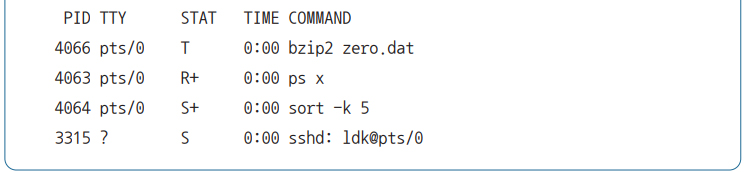 PID TTY STAT TIME COMMAND
4066 pts/0 T 0:00 bzip2 zero.dat
4063 pts/0 R+ 0:00 ps x
4064 pts/0 S+ 0:00 sort -k 5
3315 ? S 0:00 sshd: ldk@pts/0